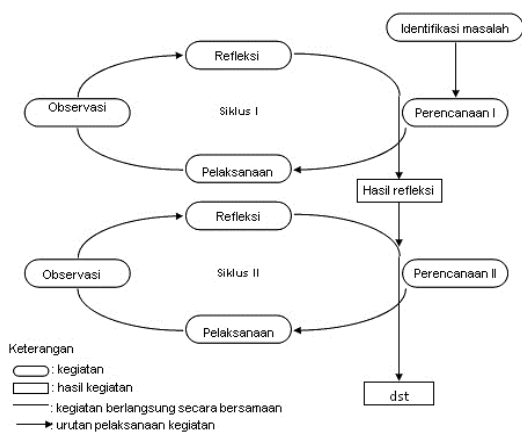 Identifikasi masalah
Refleksi
Observasi
Siklus I
Perencanaan I
Pelaksanaan
Hasil refleksi
Refleksi
Observasi
Siklus II
Perencanaan II
Pelaksanaan
Keterangan
: kegiatan
: hasil kegiatan
: kegiatan berlangsung secara bersamaan
: urutan pelaksanaan kegiatan
dst